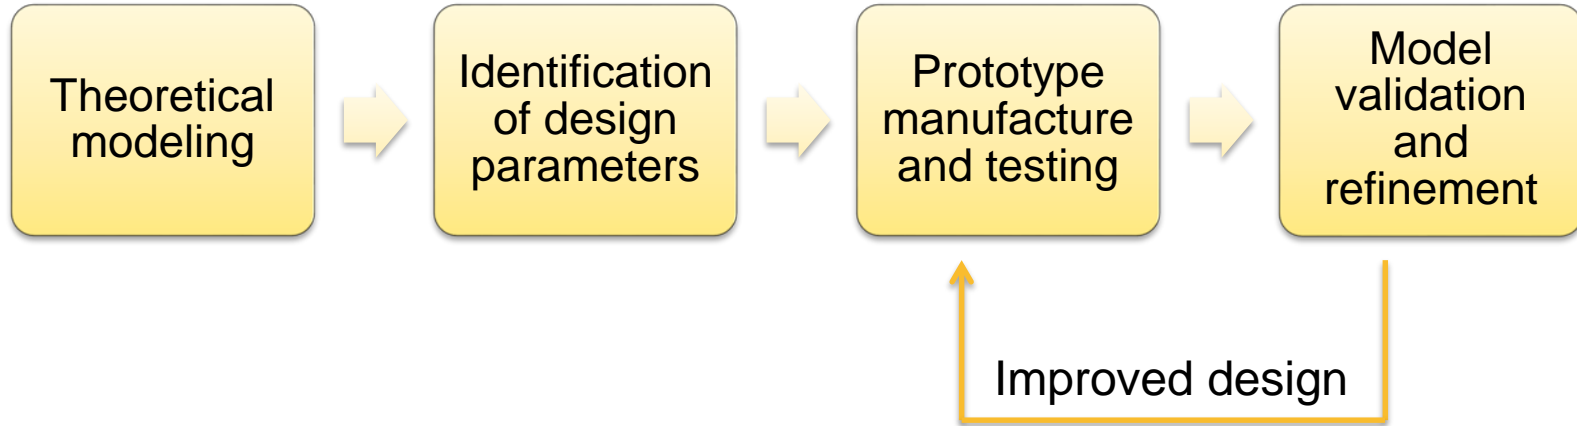 Theoretical
modeling
Identification
of design
parameters
Prototype
manufacture
and testing
Model
validation
and
refinement
Improved design